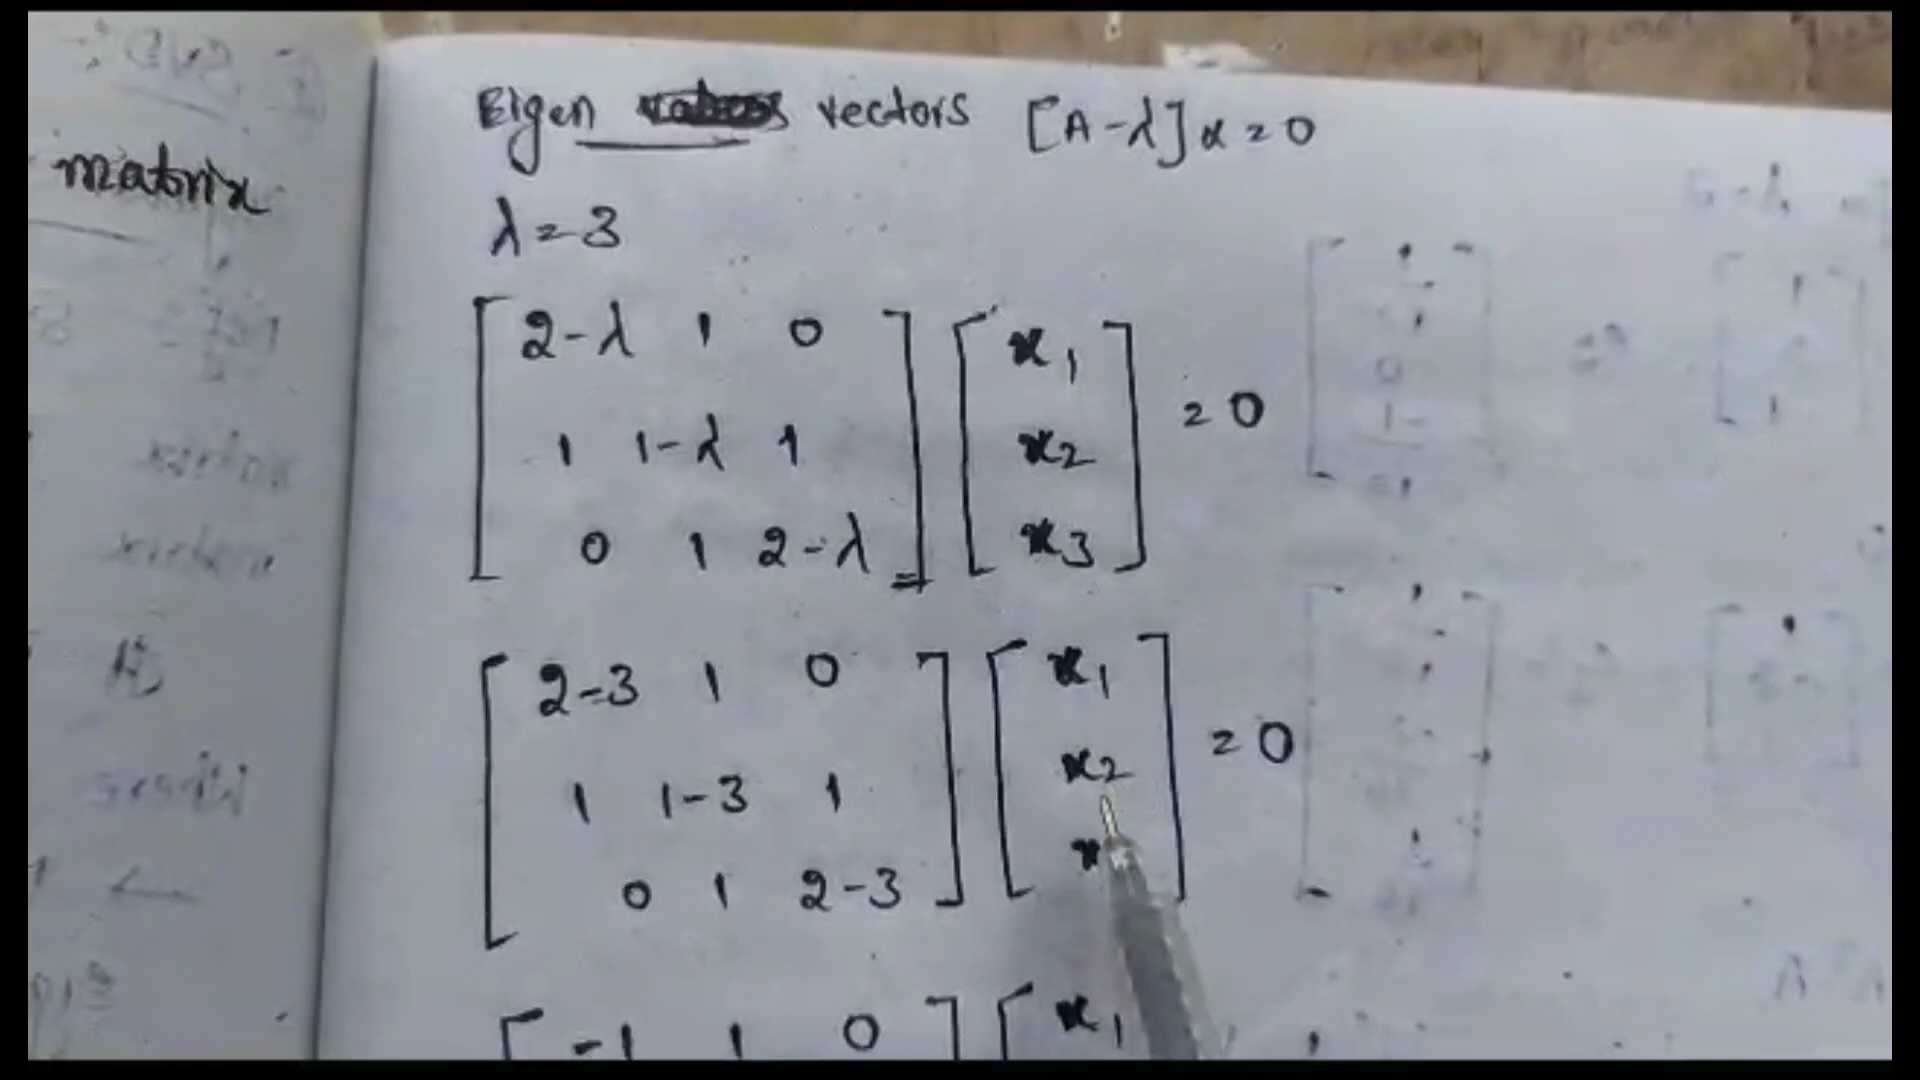 matrix
Eigen vectors [A-λ]x=0
λ=3
[2-λ 1 0] [x1]
[1 1-λ 1] [x2] =0
[0 1 2-λ] [x3]
[2-3 1 0] [x1]
[1 1-3 1] [x2] =0
[0 1 2-3] [x
[-1 1 0] [x1